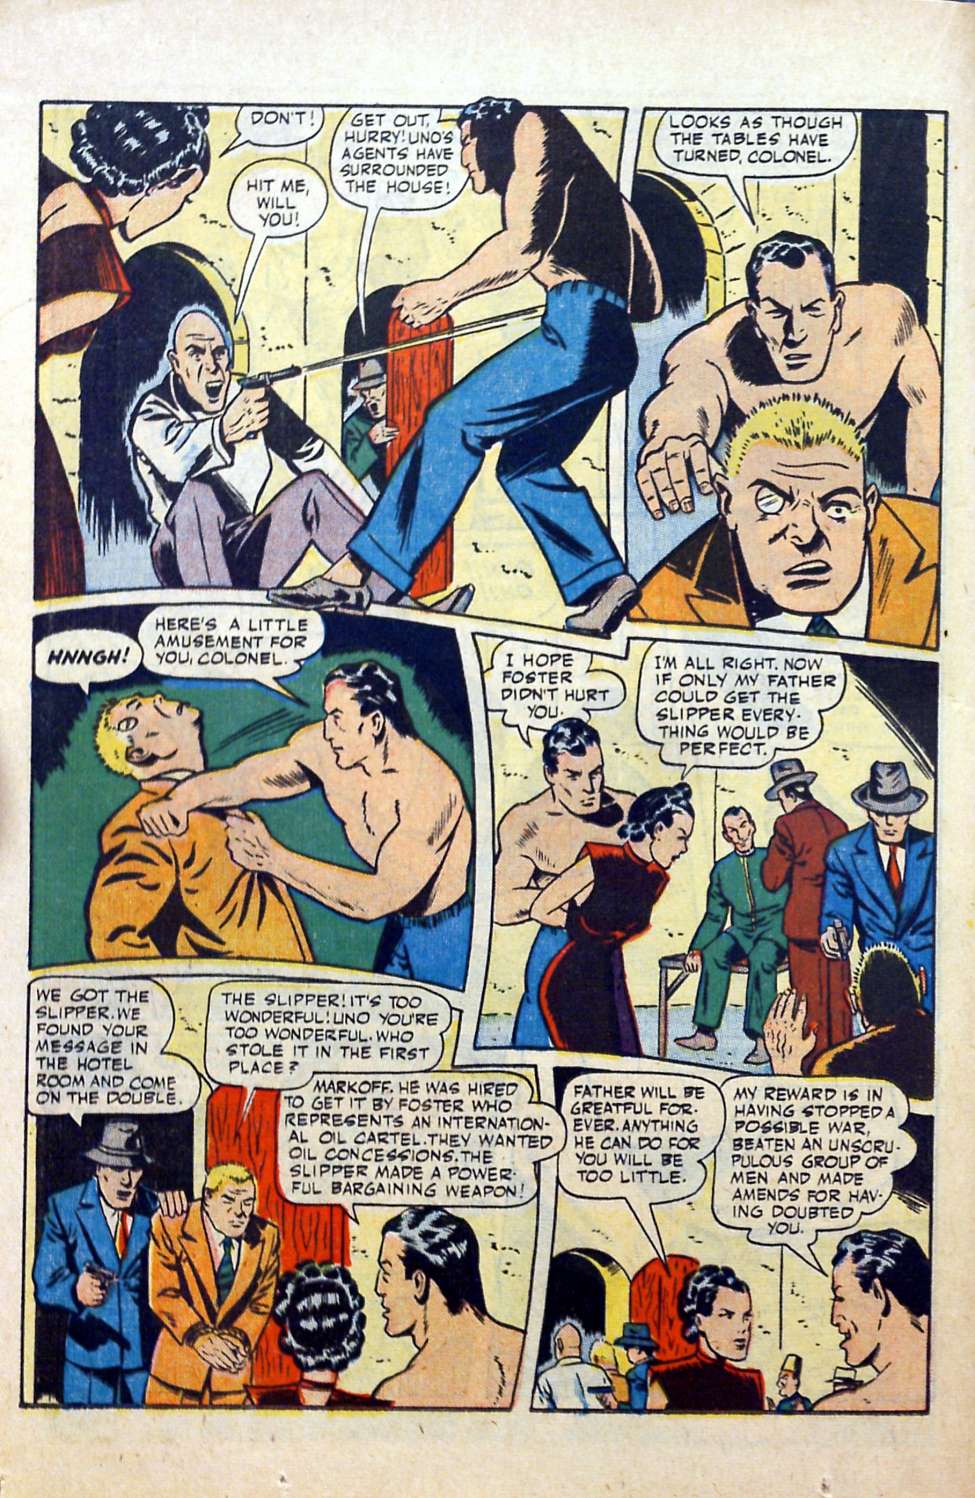 DON'T!
HIT ME,
WILL
YOU!
GET OUT,
HURRY! UNO'S
AGENTS HAVE
SURROUNDED
THE HOUSE!
LOOKS AS THOUGH
THE TABLES HAVE
TURNED, COLONEL.
HNNGH!
HERE'S A LITTLE
AMUSEMENT FOR
YOU, COLONEL.
I HOPE
FOSTER
DIDN'T HURT
YOU.
I'M ALL RIGHT. NOW
IF ONLY MY FATHER
COULD GET THE
SLIPPER EVERY-
THING WOULD BE
PERFECT.
WE GOT THE
SLIPPER. WE
FOUND YOUR
MESSAGE IN
THE HOTEL
ROOM AND COME
ON THE DOUBLE.
THE SLIPPER! IT'S TOO
WONDERFUL! UNO YOU'RE
TOO WONDERFUL. WHO
STOLE IT IN THE FIRST
PLACE?
MARKOFF. HE WAS HIRED
TO GET IT BY FOSTER WHO
REPRESENTS AN INTERNATION-
AL OIL CARTEL. THEY WANTED
OIL CONCESSIONS. THE
SLIPPER MADE A POWER-
FUL BARGAINING WEAPON!
FATHER WILL BE
GREATFUL FOR-
EVER. ANYTHING
HE CAN DO FOR
YOU WILL BE
TOO LITTLE.
MY REWARD IS IN
HAVING STOPPED A
POSSIBLE WAR,
BEATEN AN UNSCRU-
PULOUS GROUP OF
MEN AND MADE
AMENDS FOR HAV-
ING DOUBTED
YOU.